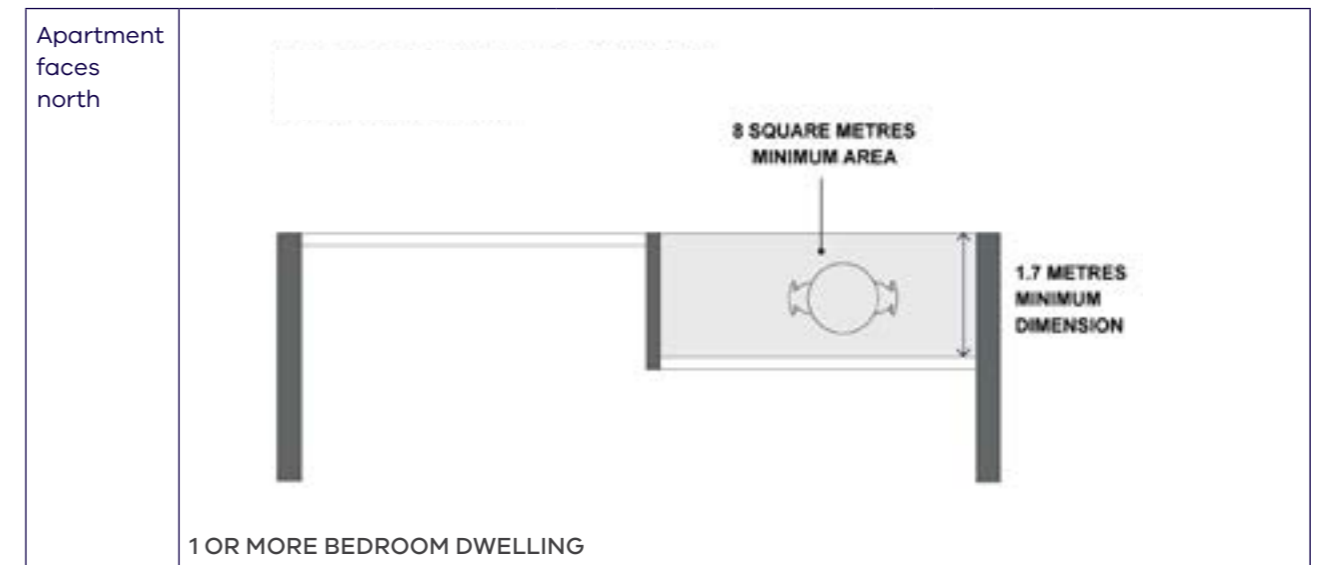 Apartment
faces
north
8 SQUARE METRES
MINIMUM AREA
1.7 METRES
MINIMUM
DIMENSION
1 OR MORE BEDROOM DWELLING